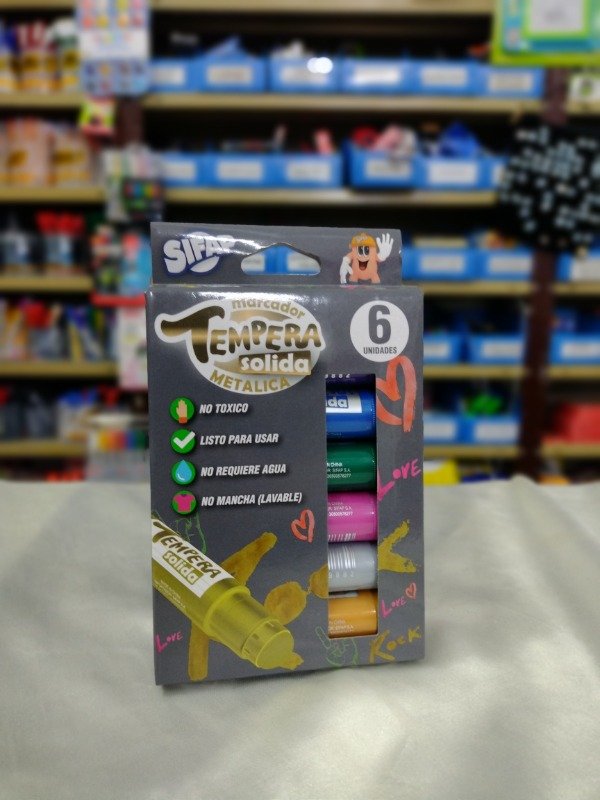 SIFAP
marcador
TEMPERA
solida
METALICA
6
UNIDADES
NO TOXICO
LISTO PARA USAR
NO REQUIERE AGUA
NO MANCHA (LAVABLE)
TEMPERA
solida
solida
LOVE
LOVE
LOVE
ROCK